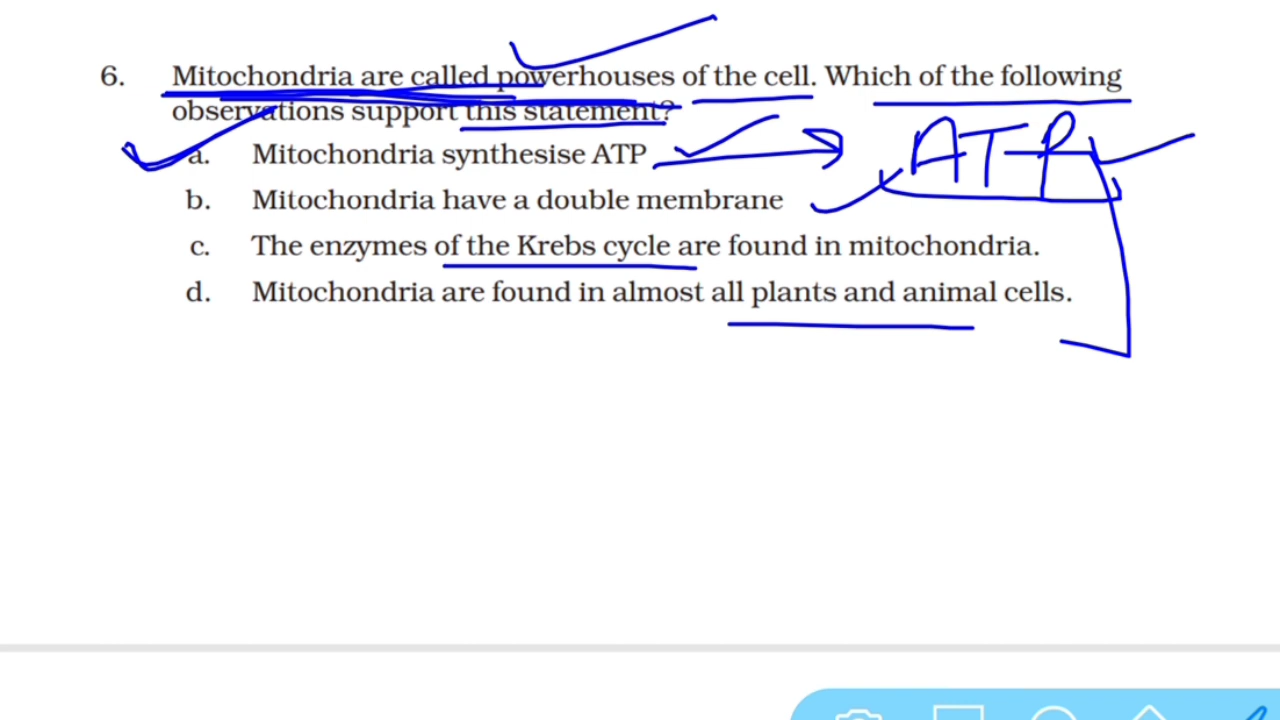 6. Mitochondria are called powerhouses of the cell. Which of the following
observations support this statement?
a. Mitochondria synthesise ATP
ATP
b. Mitochondria have a double membrane
c. The enzymes of the Krebs cycle are found in mitochondria.
d. Mitochondria are found in almost all plants and animal cells.